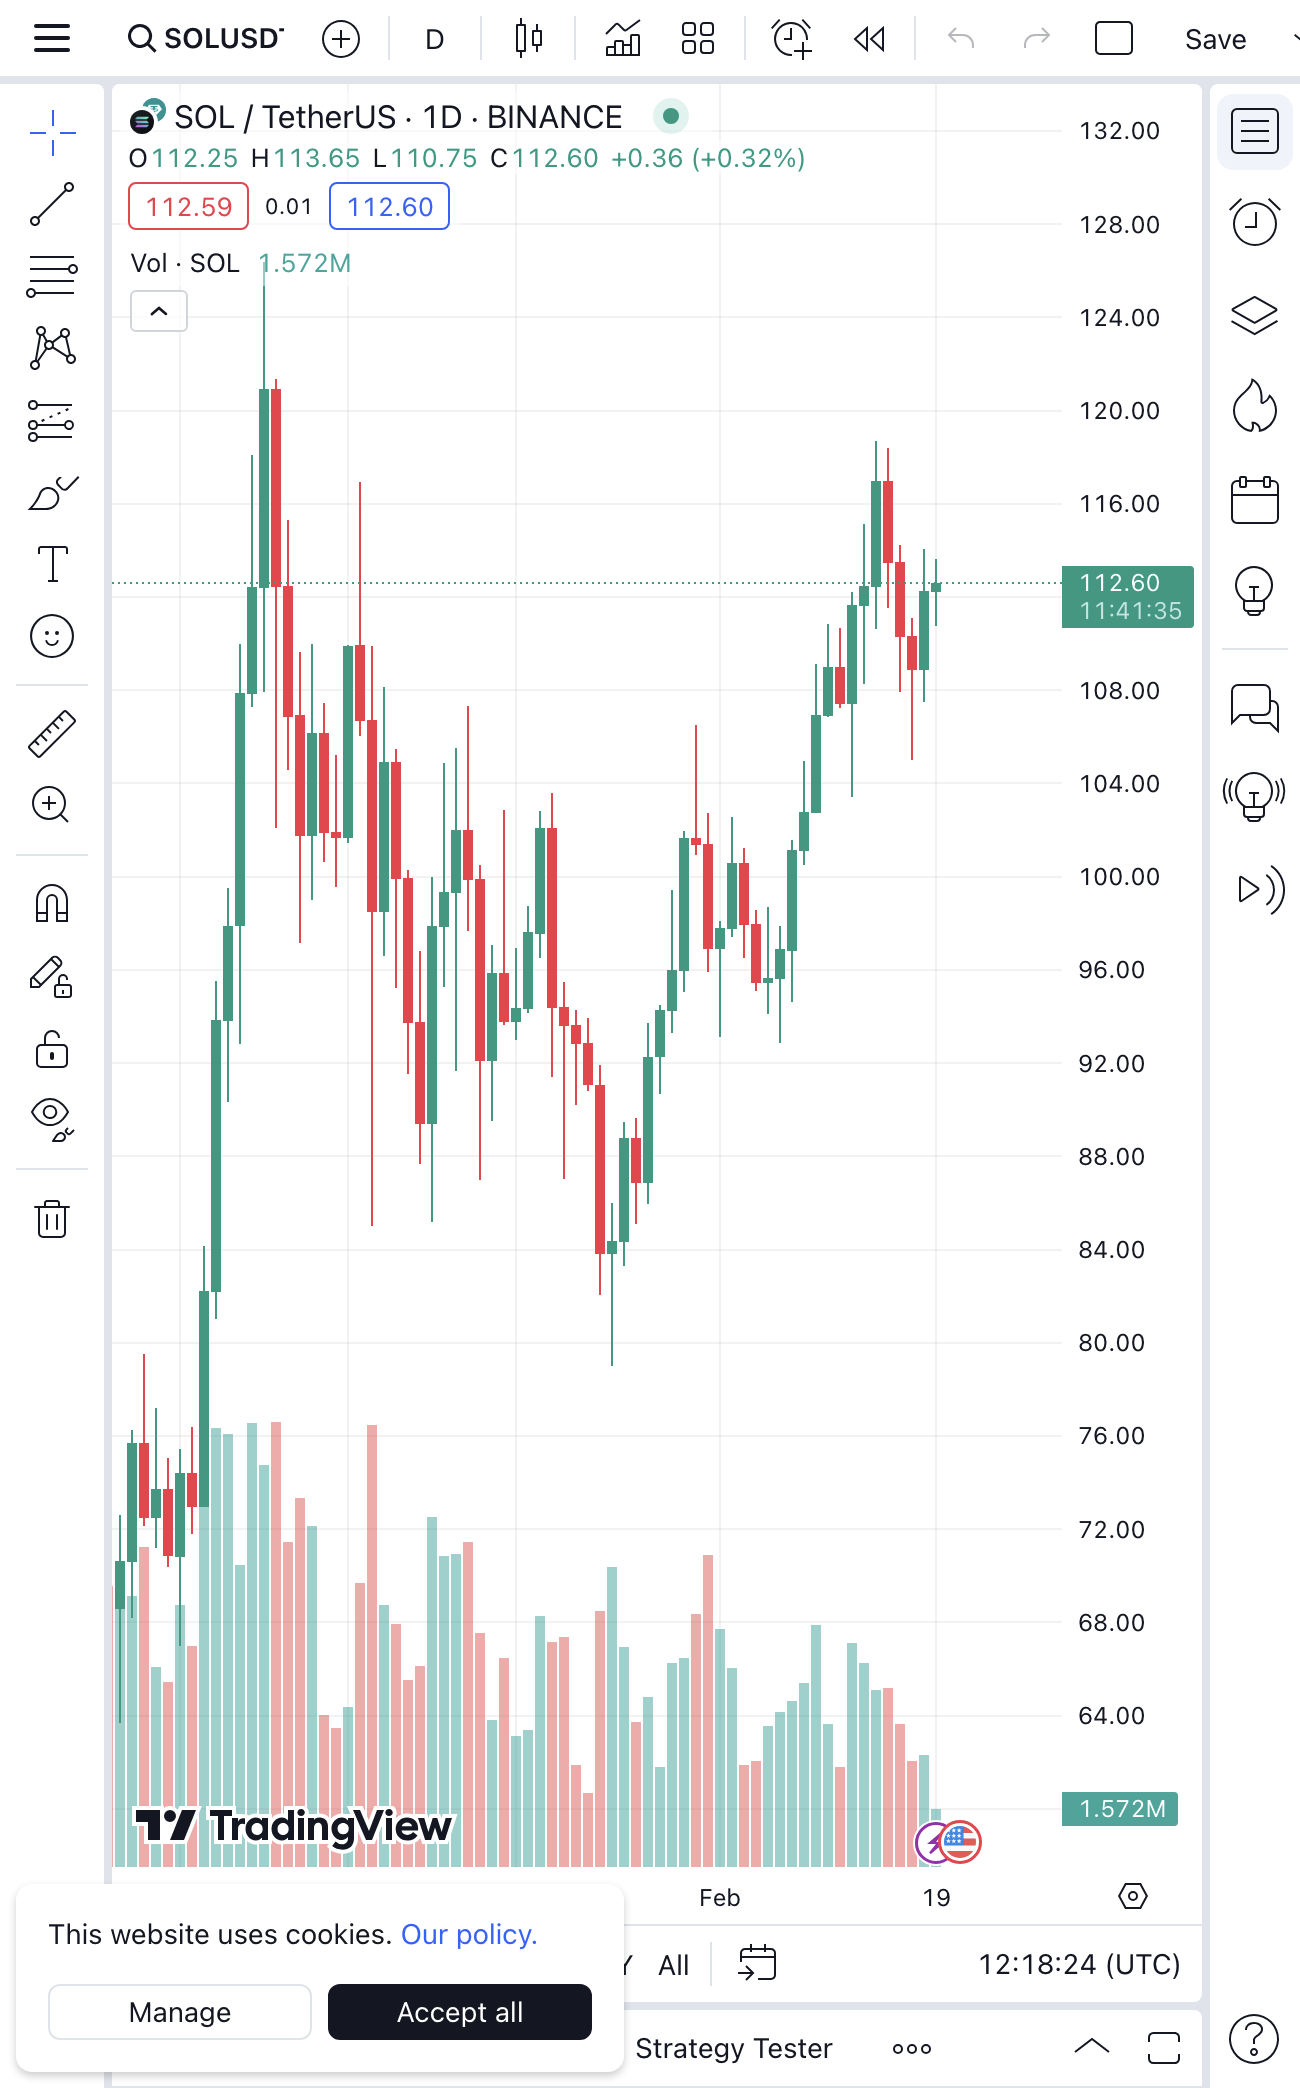 SOLUSDT
D
Save
SOL / TetherUS · 1D · BINANCE
O112.25 H113.65 L110.75 C112.60 +0.36 (+0.32%)
112.59 0.01 112.60
Vol · SOL 1.572M
132.00
128.00
124.00
120.00
116.00
112.60
11:41:35
108.00
104.00
100.00
96.00
92.00
88.00
84.00
80.00
76.00
72.00
68.00
64.00
1.572M
TradingView
Feb 19
This website uses cookies. Our policy.
Manage Accept all
Y All 12:18:24 (UTC)
Strategy Tester